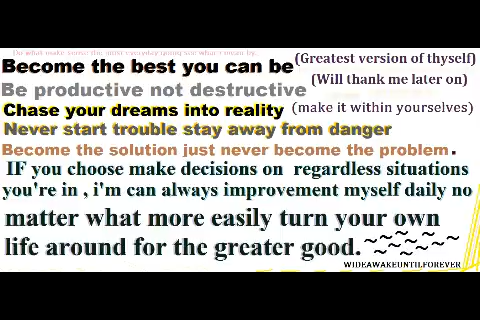 Become the best you can be (Greatest version of thyself)
Be productive not destructive (Will thank me later on)
Chase your dreams into reality (make it within yourselves)
Never start trouble stay away from danger
Become the solution just never become the problem.
IF you choose make decisions on regardless situations
you're in , i'm can always improvement myself daily no
matter what more easily turn your own
life around for the greater good.
WIDEAWAKEUNTILFOREVER